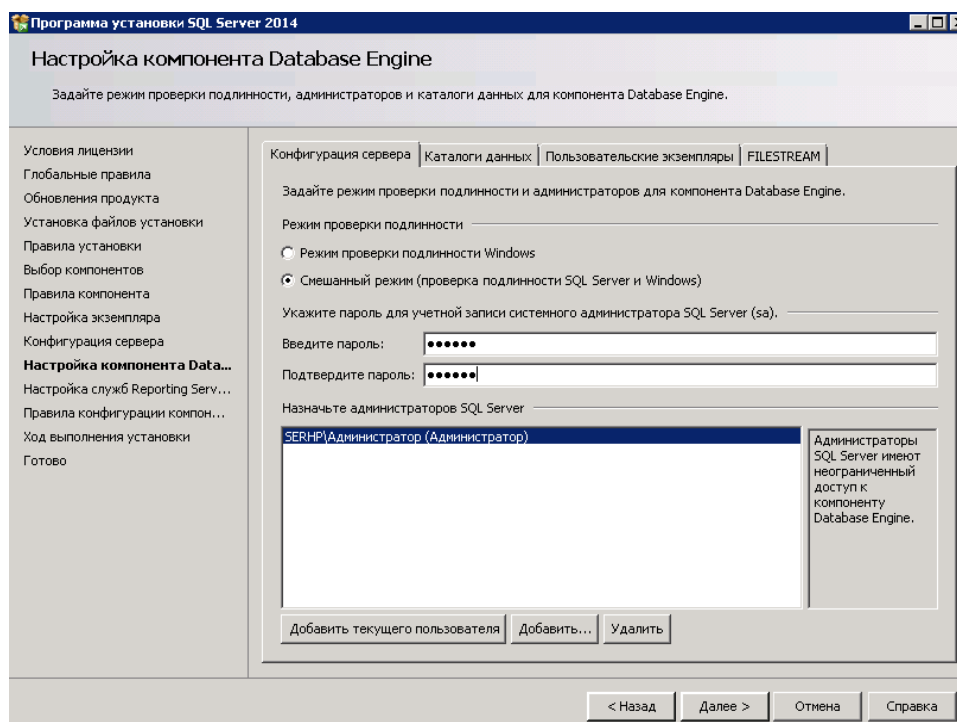 Программа установки SQL Server 2014
Настройка компонента Database Engine
Задайте режим проверки подлинности, администраторов и каталоги данных для компонента Database Engine.
Условия лицензии
Глобальные правила
Обновления продукта
Установка файлов установки
Правила установки
Выбор компонентов
Правила компонента
Настройка экземпляра
Конфигурация сервера
Настройка компонента Data...
Настройка служб Reporting Serv...
Правила конфигурации компон...
Ход выполнения установки
Готово
Конфигурация сервера
Каталоги данных
Пользовательские экземпляры
FILESTREAM
Задайте режим проверки подлинности и администраторов для компонента Database Engine.
Режим проверки подлинности
Режим проверки подлинности Windows
Смешанный режим (проверка подлинности SQL Server и Windows)
Укажите пароль для учетной записи системного администратора SQL Server (sa).
Введите пароль: ●●●●●●
Подтвердите пароль: ●●●●●●
Назначьте администраторов SQL Server
SERHP\Администратор (Администратор)
Администраторы
SQL Server имеют
неограниченный
доступ к
компоненту
Database Engine.
Добавить текущего пользователя
Добавить...
Удалить
< Назад
Далее >
Отмена
Справка